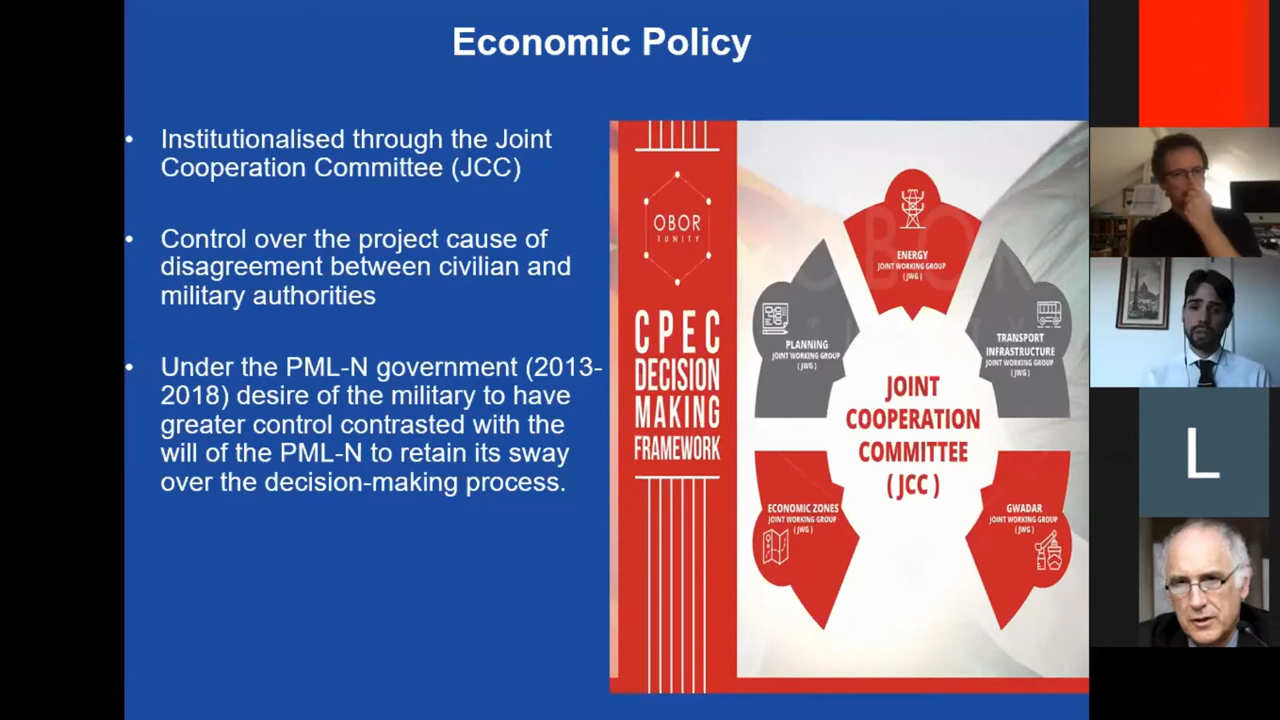 Economic Policy
• Institutionalised through the Joint
Cooperation Committee (JCC)
• Control over the project cause of
disagreement between civilian and
military authorities
• Under the PML-N government (2013-
2018) desire of the military to have
greater control contrasted with the
will of the PML-N to retain its sway
over the decision-making process.
OBOR
TUNITY
CPEC
DECISION
MAKING
FRAMEWORK
ENERGY
JOINT WORKING GROUP
(JWG)
PLANNING
JOINT WORKING GROUP
(JWG)
TRANSPORT
INFRASTRUCTURE
JOINT WORKING GROUP
(JWG)
JOINT
COOPERATION
COMMITTEE
(JCC)
ECONOMIC ZONES
JOINT WORKING GROUP
(JWG)
GWADAR
JOINT WORKING GROUP
(JWG)
L